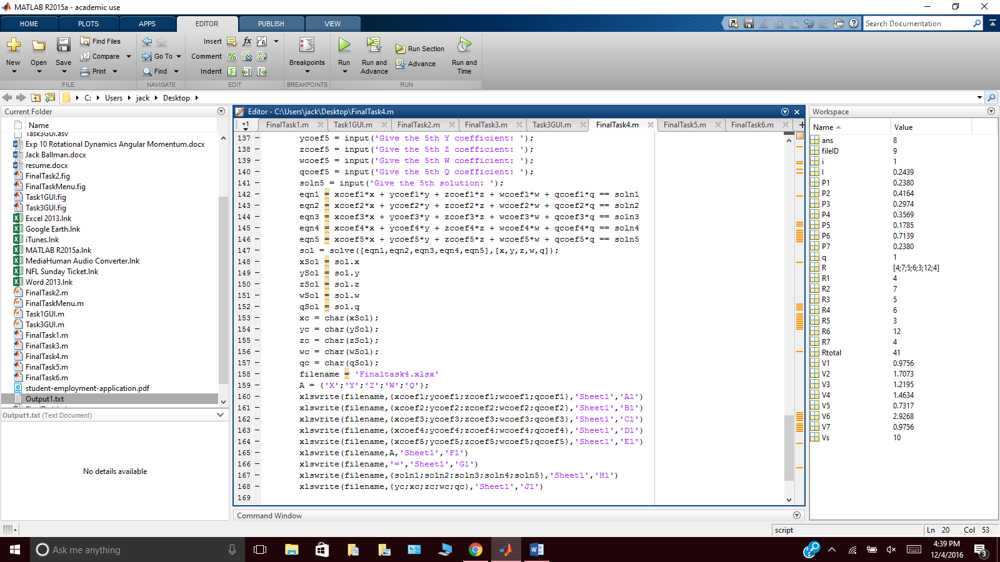 MATLAB R2015a - academic use
HOME
PLOTS
APPS
EDITOR
PUBLISH
VIEW
Search Documentation
New
Open
Save
Find Files
Compare
Print
Go To
Find
Insert
fx
Comment
Indent
Breakpoints
Run
Run and
Advance
Run Section
Advance
Run and
Time
FILE
NAVIGATE
EDIT
BREAKPOINTS
RUN
C: Users jack Desktop
Current Folder
Name
Task3GUI.asv
Exp 10 Rotational Dynamics Angular Momentum.docx
Jack Ballman.docx
resume.docx
FinalTask2.fig
FinalTaskMenu.fig
Task1GUI.fig
Task3GUI.fig
Excel 2013.lnk
Google Earth.lnk
iTunes.lnk
MATLAB R2015a.lnk
MediaHuman Audio Converter.lnk
NFL Sunday Ticket.lnk
Word 2013.lnk
FinalTask2.m
FinalTaskMenu.m
Task1GUI.m
Task3GUI.m
FinalTask1.m
FinalTask3.m
FinalTask4.m
FinalTask5.m
FinalTask6.m
student-employment-application.pdf
Output1.txt
Output1.txt (Text Document)
No details available
Editor - C:\Users\jack\Desktop\FinalTask4.m
+1
FinalTask1.m
Task1GUI.m
FinalTask2.m
FinalTask3.m
Task3GUI.m
FinalTask4.m
FinalTask5.m
FinalTask6.m
137 ycoef5 = input('Give the 5th Y coefficient: ');
138 zcoef5 = input('Give the 5th Z coefficient: ');
139 wcoef5 = input('Give the 5th W coefficient: ');
140 qcoef5 = input('Give the 5th Q coefficient: ');
141 soln5 = input('Give the 5th solution: ');
142 eqn1 = xcoef1*x + ycoef1*y + zcoef1*z + wcoef1*w + qcoef1*q == soln1
143 eqn2 = xcoef2*x + ycoef2*y + zcoef2*z + wcoef2*w + qcoef2*q == soln2
144 eqn3 = xcoef3*x + ycoef3*y + zcoef3*z + wcoef3*w + qcoef3*q == soln3
145 eqn4 = xcoef4*x + ycoef4*y + zcoef4*z + wcoef4*w + qcoef4*q == soln4
146 eqn5 = xcoef5*x + ycoef5*y + zcoef5*z + wcoef5*w + qcoef5*q == soln5
147 sol = solve([eqn1,eqn2,eqn3,eqn4,eqn5],[x,y,z,w,q]);
148 xSol = sol.x
149 ySol = sol.y
150 zSol = sol.z
151 wSol = sol.w
152 qSol = sol.q
153 xc = char(xSol);
154 yc = char(ySol);
155 zc = char(zSol);
156 wc = char(wSol);
157 qc = char(qSol);
158 filename = 'Finaltask4.xlsx'
159 A = {'X';'Y';'Z';'W';'Q'};
160 xlswrite(filename,{xcoef1;ycoef1;zcoef1;wcoef1;qcoef1},'Sheet1','A1')
161 xlswrite(filename,{xcoef2;ycoef2;zcoef2;wcoef2;qcoef2},'Sheet1','B1')
162 xlswrite(filename,{xcoef3;ycoef3;zcoef3;wcoef3;qcoef3},'Sheet1','C1')
163 xlswrite(filename,{xcoef4;ycoef4;zcoef4;wcoef4;qcoef4},'Sheet1','D1')
164 xlswrite(filename,{xcoef5;ycoef5;zcoef5;wcoef5;qcoef5},'Sheet1','E1')
165 xlswrite(filename,A,'Sheet1','F1')
166 xlswrite(filename,'=','Sheet1','G1')
167 xlswrite(filename,{soln1;soln2;soln3;soln4;soln5},'Sheet1','H1')
168 xlswrite(filename,{yc;xc;zc;wc;qc},'Sheet1','J1')
169
Command Window
Workspace
Name Value
ans 8
fileID 9
i 1
I 0.2439
P1 0.2380
P2 0.4164
P3 0.2974
P4 0.3569
P5 0.1785
P6 0.7139
P7 0.2380
q 1
R [4;7;5;6;3;12;4]
R1 4
R2 7
R3 5
R4 6
R5 3
R6 12
R7 4
Rtotal 41
V1 0.9756
V2 1.7073
V3 1.2195
V4 1.4634
V5 0.7317
V6 2.9268
V7 0.9756
Vs 10
script
Ln 20 Col 53
Ask me anything
4:39 PM
12/4/2016
3